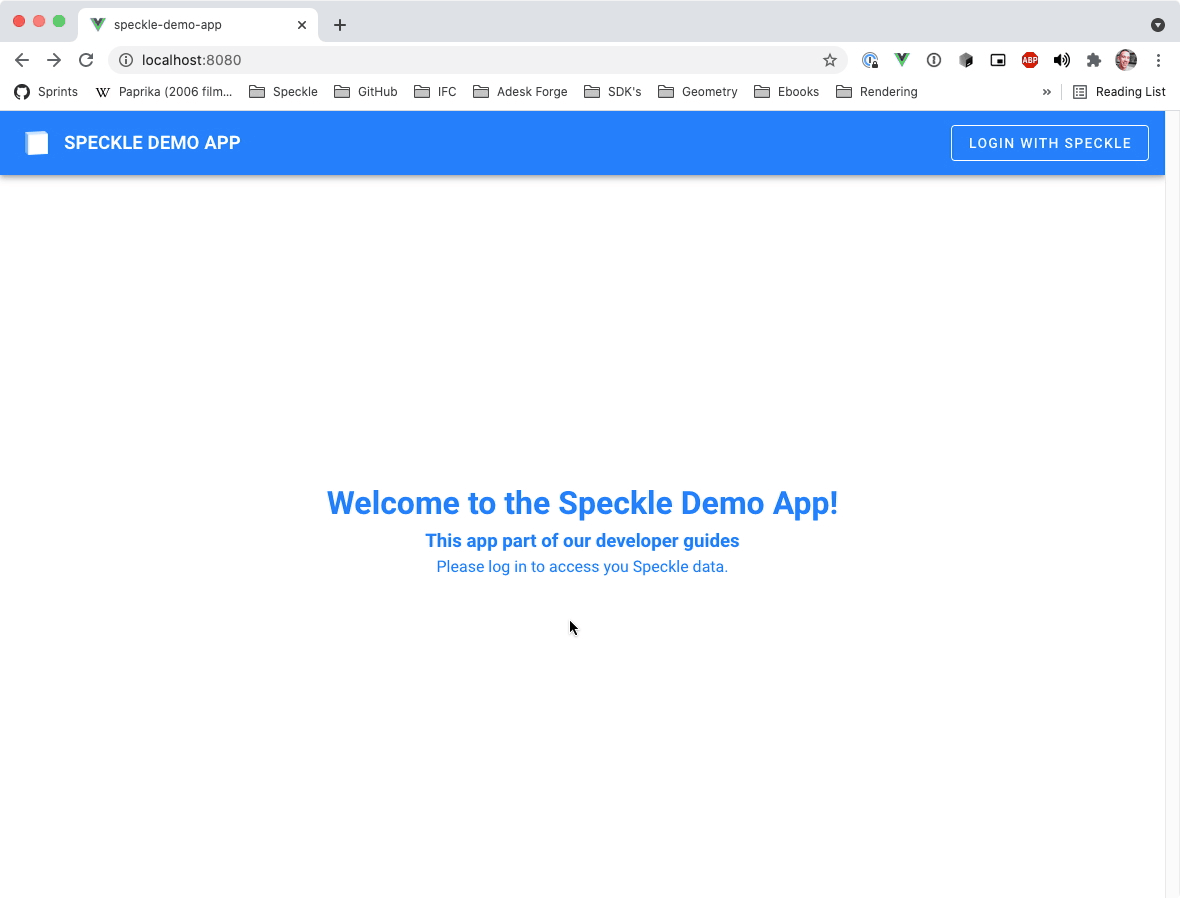 speckle-demo-app
localhost:8080
ABP
Sprints W Paprika (2006 film... Speckle GitHub IFC Adesk Forge SDK's Geometry Ebooks Rendering » Reading List
SPECKLE DEMO APP LOGIN WITH SPECKLE
Welcome to the Speckle Demo App!
This app part of our developer guides
Please log in to access you Speckle data.